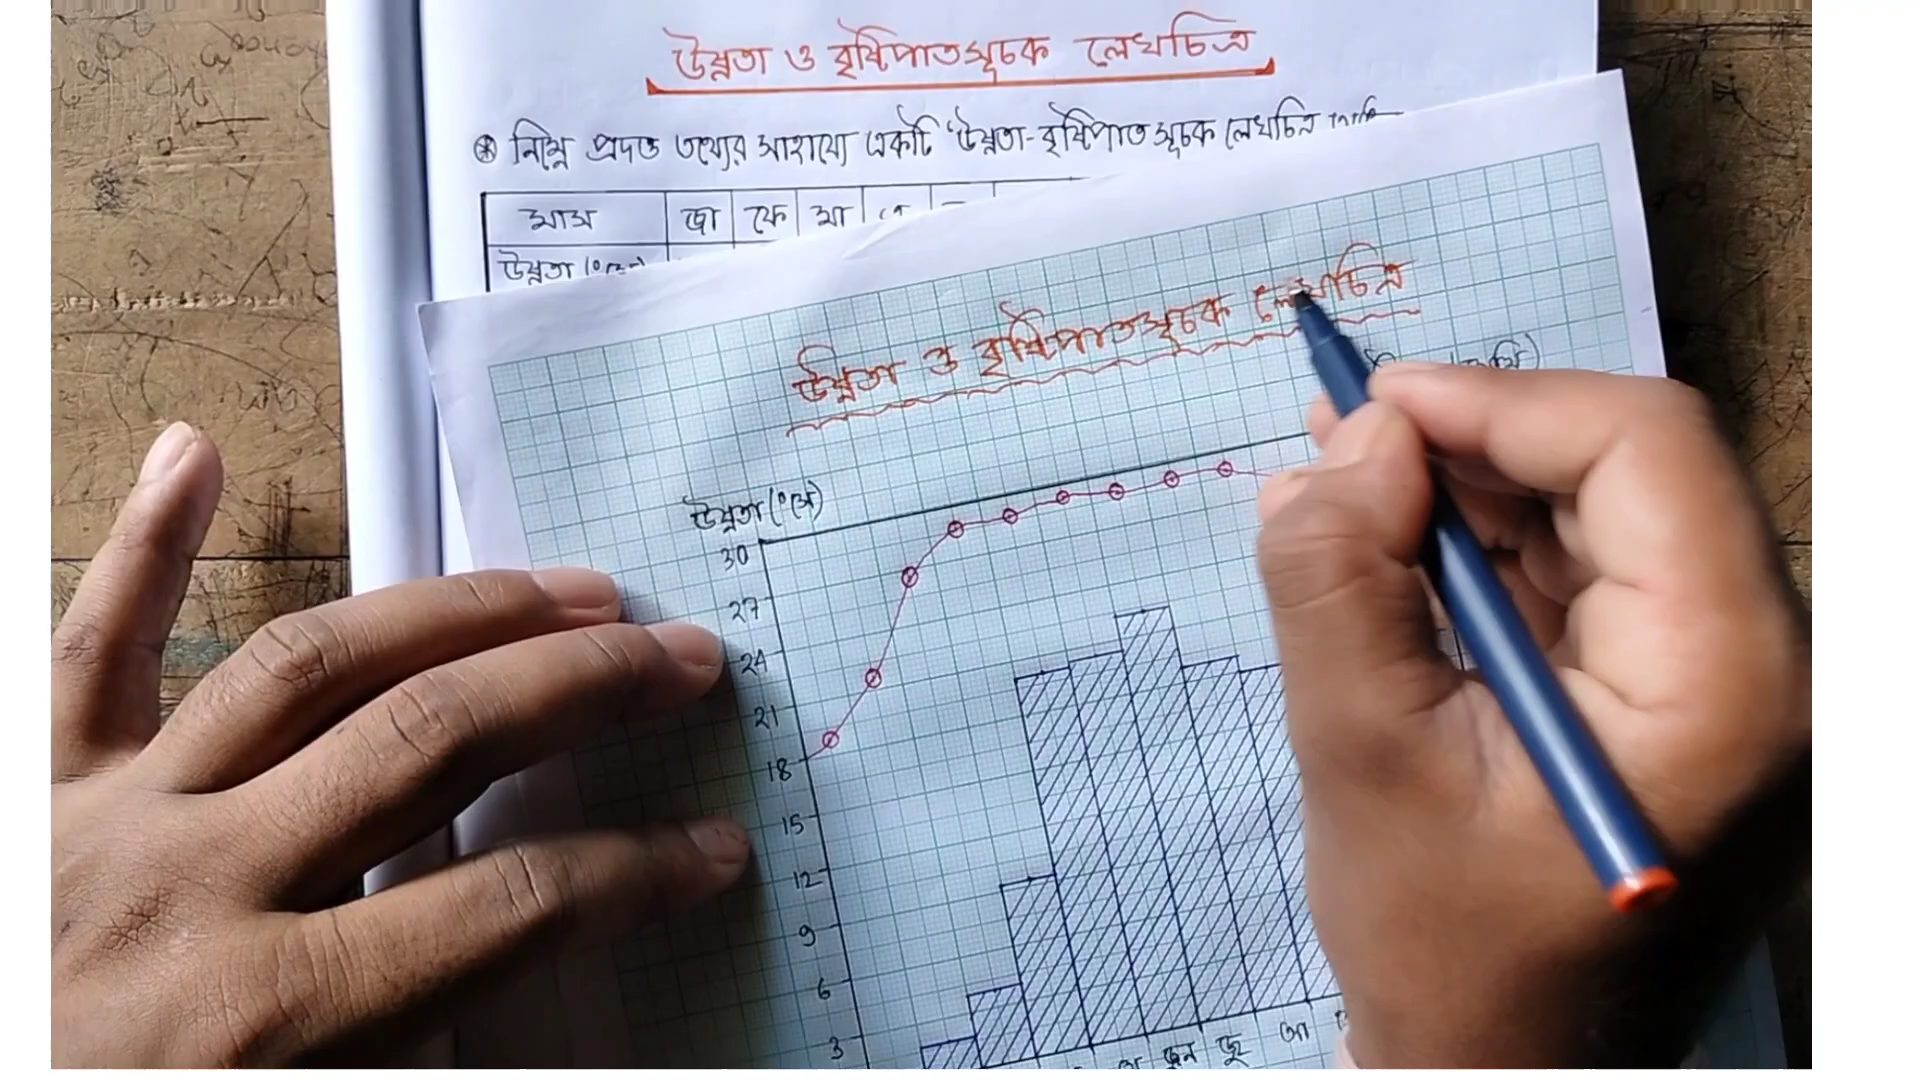 উষ্ণতা ও বৃষ্টিপাতসূচক লেখচিত্র
নিম্নে প্রদত্ত তথ্যের সাহায্যে একটি 'উষ্ণতা-বৃষ্টিপাত সূচক লেখচিত্র
মাস জা ফে মা
উষ্ণতা
উষ্ণতা ও বৃষ্টিপাতসূচক লেখচিত্র
উষ্ণতা (°সে)
30
27
24
21
18
15
12
9
6
3
জুন জু আ